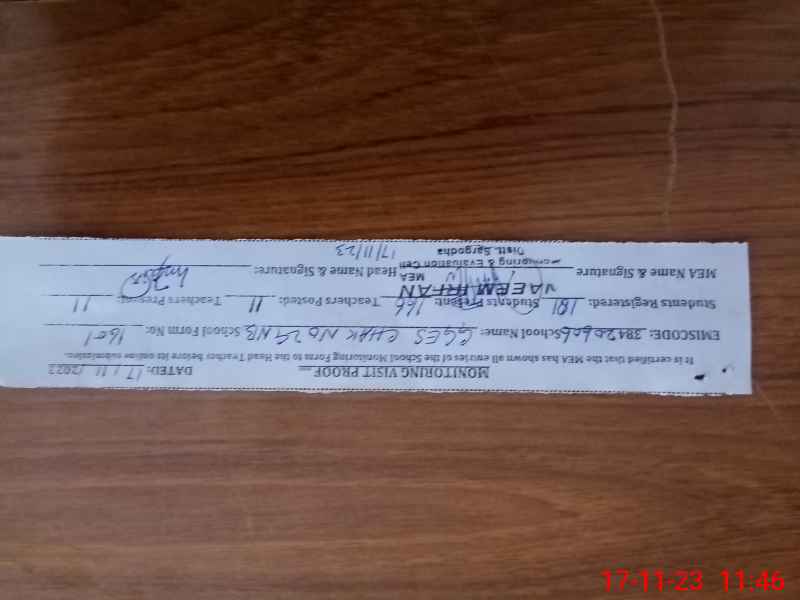 MONITORING VISIT PROOF
DATED: 17/11/2023
It is certified that the MEA has shown all entries of the School Monitoring Form to the Head Teacher before its online submission.
EMISCODE: 38420606 School Name: GGES CHAK NO 29 NB School Form No: 1601
Students Registered: 181 Students Present: 166 Teachers Posted: 11 Teachers Present: 11
MEA Name & Signature Head Name & Signature:
NAEEM IRFAN
MEA
Monitoring & Evaluation Cell
Distt. Sargodha
17/11/23
17-11-23 11:46